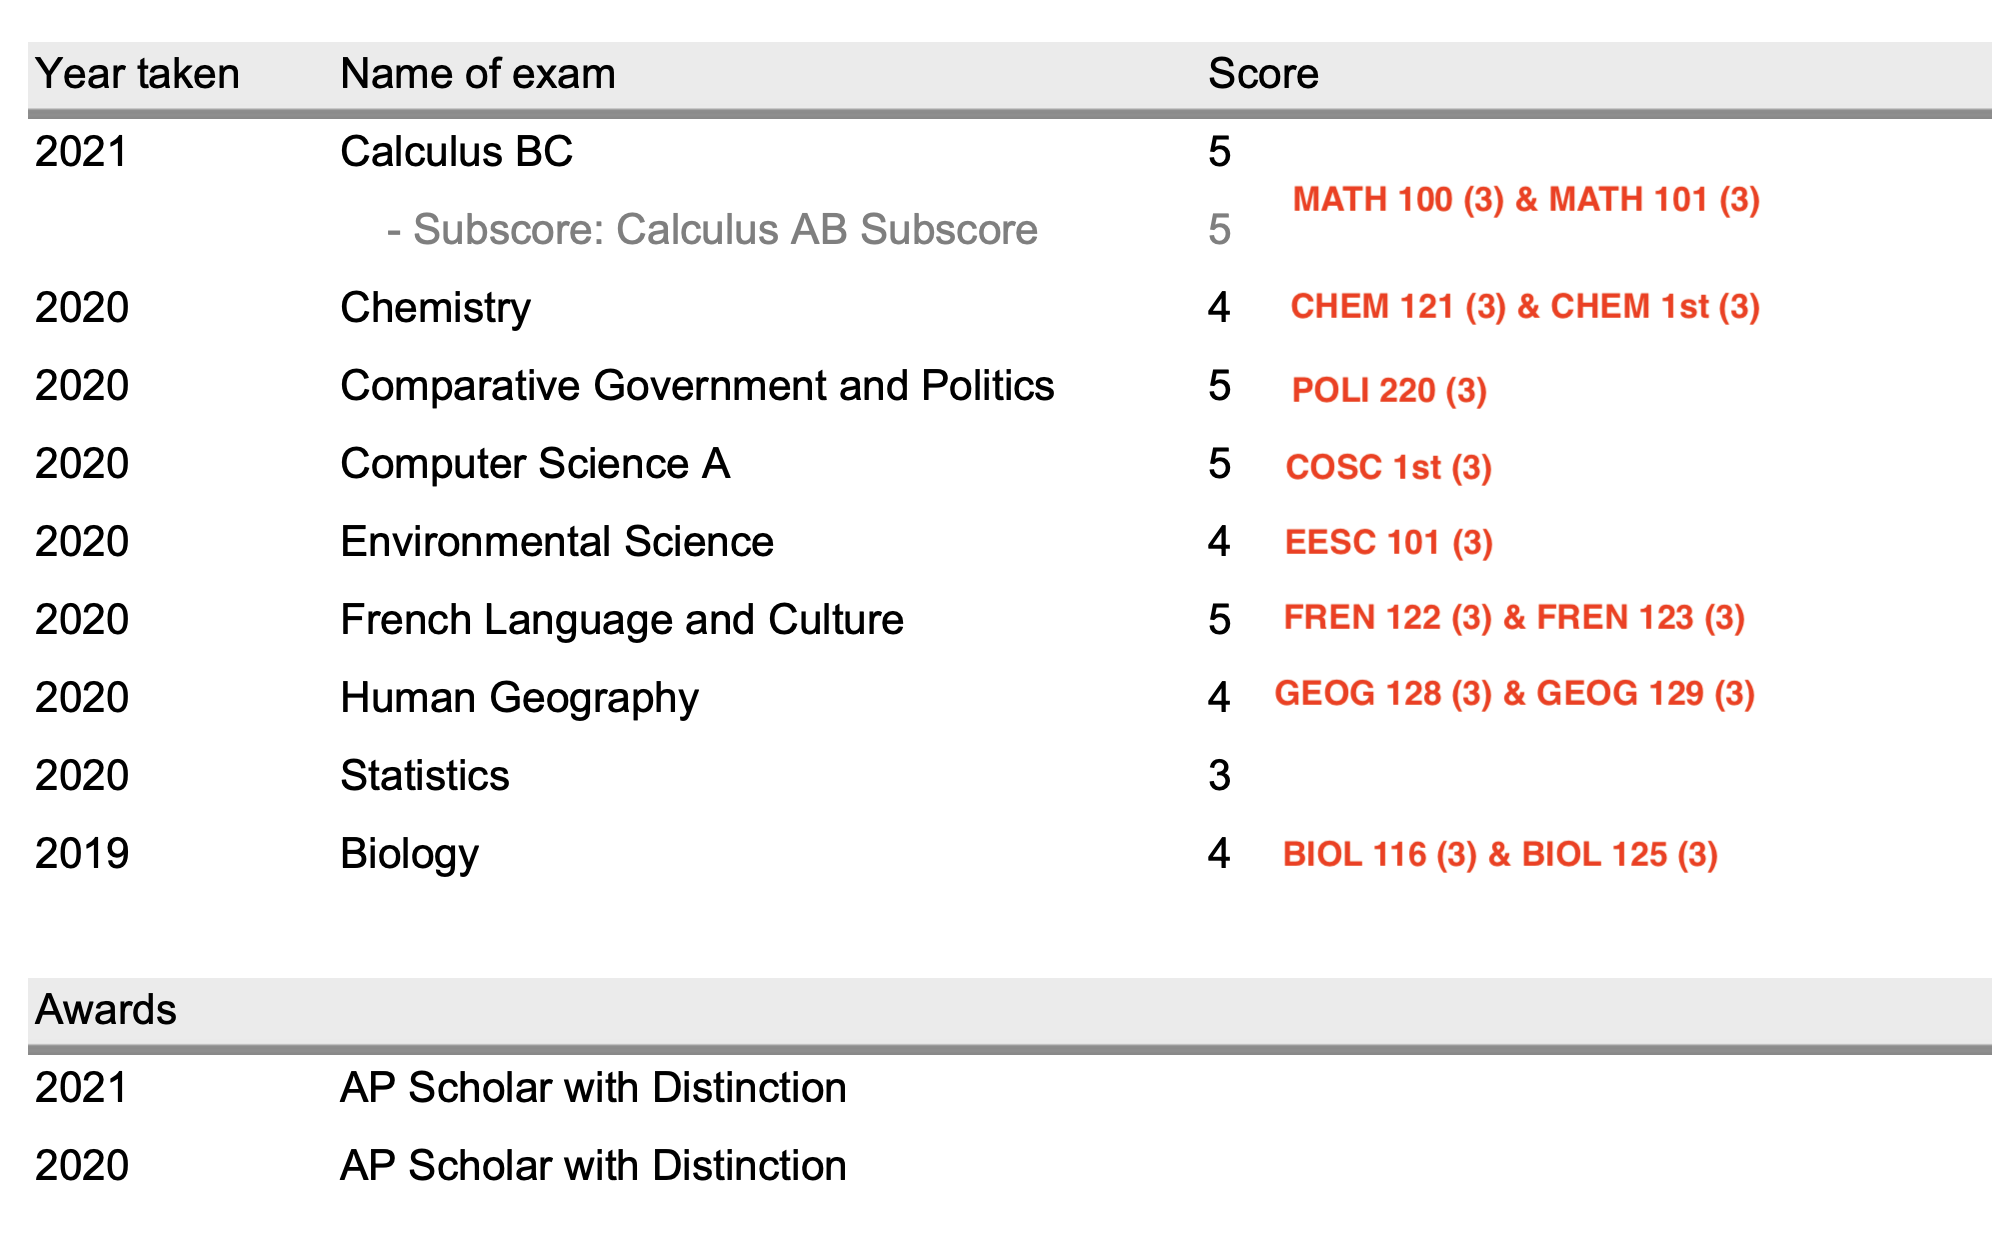 Year taken Name of exam Score
2021 Calculus BC 5
MATH 100 (3) & MATH 101 (3)
- Subscore: Calculus AB Subscore 5
2020 Chemistry 4 CHEM 121 (3) & CHEM 1st (3)
2020 Comparative Government and Politics 5 POLI 220 (3)
2020 Computer Science A 5 COSC 1st (3)
2020 Environmental Science 4 EESC 101 (3)
2020 French Language and Culture 5 FREN 122 (3) & FREN 123 (3)
2020 Human Geography 4 GEOG 128 (3) & GEOG 129 (3)
2020 Statistics 3
2019 Biology 4 BIOL 116 (3) & BIOL 125 (3)
Awards
2021 AP Scholar with Distinction
2020 AP Scholar with Distinction